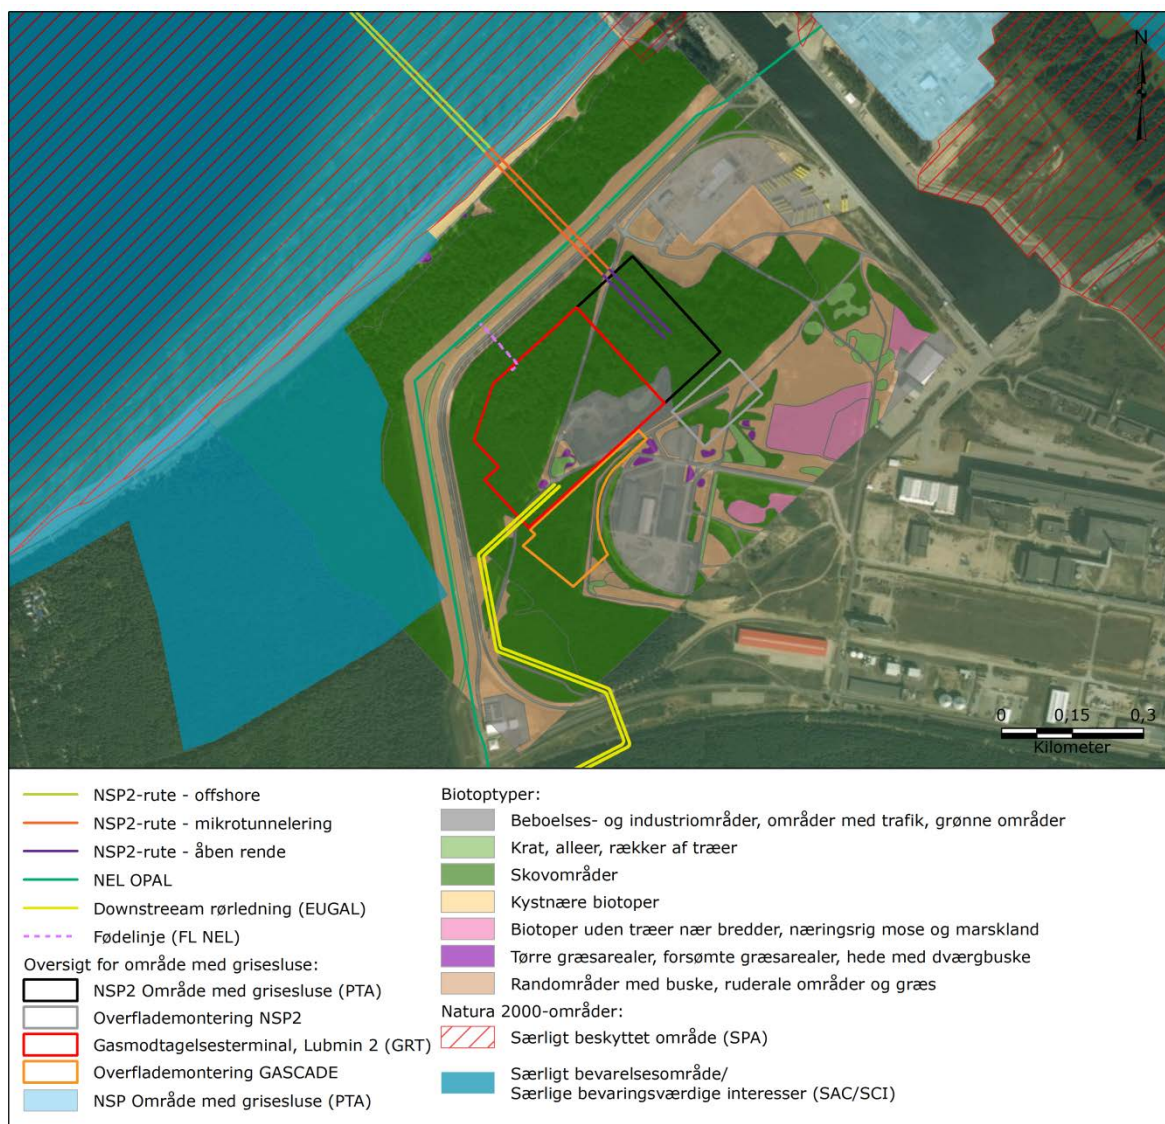 N
0 0,15 0,3
Kilometer
NSP2-rute - offshore
NSP2-rute - mikrotunnelering
NSP2-rute - åben rende
NEL OPAL
Downstreeam rørledning (EUGAL)
Fødelinje (FL NEL)
Oversigt for område med grisesluse:
NSP2 Område med grisesluse (PTA)
Overflademontering NSP2
Gasmodtagelsesterminal, Lubmin 2 (GRT)
Overflademontering GASCADE
NSP Område med grisesluse (PTA)
Biotoptyper:
Beboelses- og industriområder, områder med trafik, grønne områder
Krat, alleer, rækker af træer
Skovområder
Kystnære biotoper
Biotoper uden træer nær bredder, næringsrig mose og marskland
Tørre græsarealer, forsømte græsarealer, hede med dværgbuske
Randområder med buske, ruderale områder og græs
Natura 2000-områder:
Særligt beskyttet område (SPA)
Særligt bevarelsesområde/
Særlige bevaringsværdige interesser (SAC/SCI)